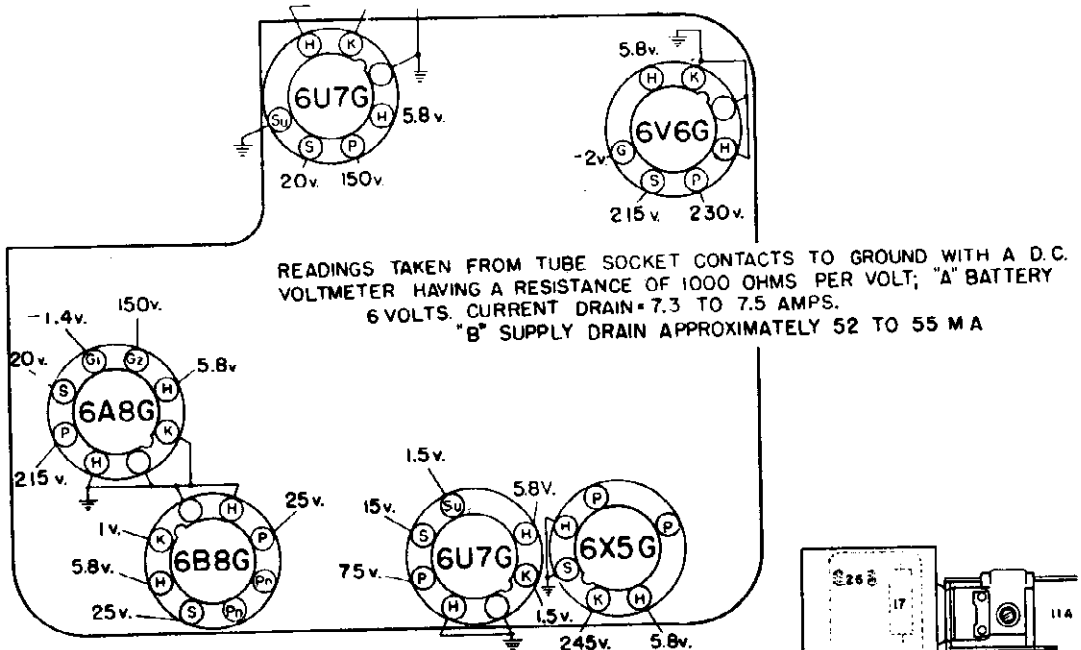 H K
6U7G
Su H 5.8v.
S P
20v. 150v.
5.8v.
H K
6V6G
-2v. G H
S P
215 v. 230v.
READINGS TAKEN FROM TUBE SOCKET CONTACTS TO GROUND WITH A D.C.
VOLTMETER HAVING A RESISTANCE OF 1000 OHMS PER VOLT; "A" BATTERY
6 VOLTS. CURRENT DRAIN = 7.3 TO 7.5 AMPS.
"B" SUPPLY DRAIN APPROXIMATELY 52 TO 55 MA
150v.
-1.4v.
20v. G1 G2 5.8v
S H
6A8G
P K
215 v. H
H 25v.
1v. K P
6B8G
5.8v. H Pn
25v. S Pn
1.5v.
Su 5.8V.
15v. S H
6U7G
75v. P K
H 1.5v.
P
H P
6X5G
S
K H
245v. 5.8v.
26
17
11A